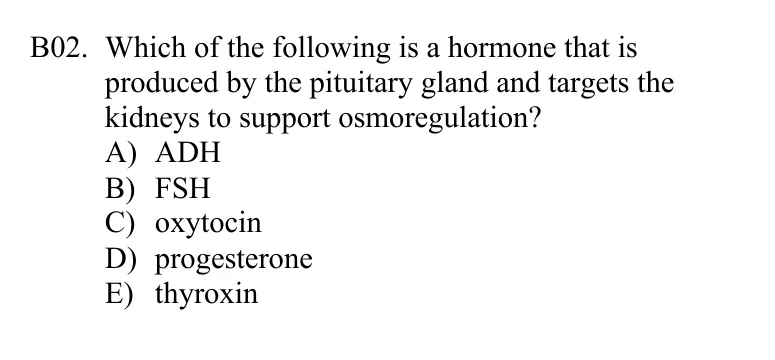 B02. Which of the following is a hormone that is
produced by the pituitary gland and targets the
kidneys to support osmoregulation?
A) ADH
B) FSH
C) oxytocin
D) progesterone
E) thyroxin